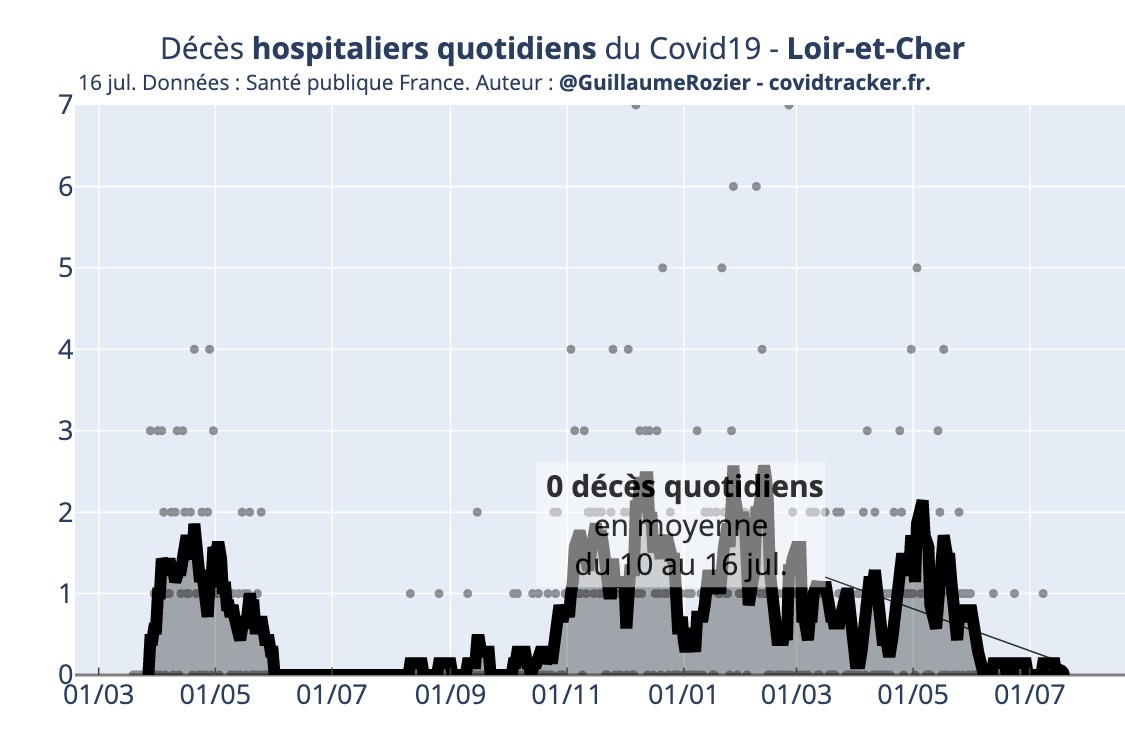 Décès hospitaliers quotidiens du Covid19 - Loir-et-Cher
16 jul. Données : Santé publique France. Auteur : @GuillaumeRozier - covidtracker.fr.
7
6
5
4
3
2
1
0
0 décès quotidiens
en moyenne
du 10 au 16 jul.
01/03 01/05 01/07 01/09 01/11 01/01 01/03 01/05 01/07